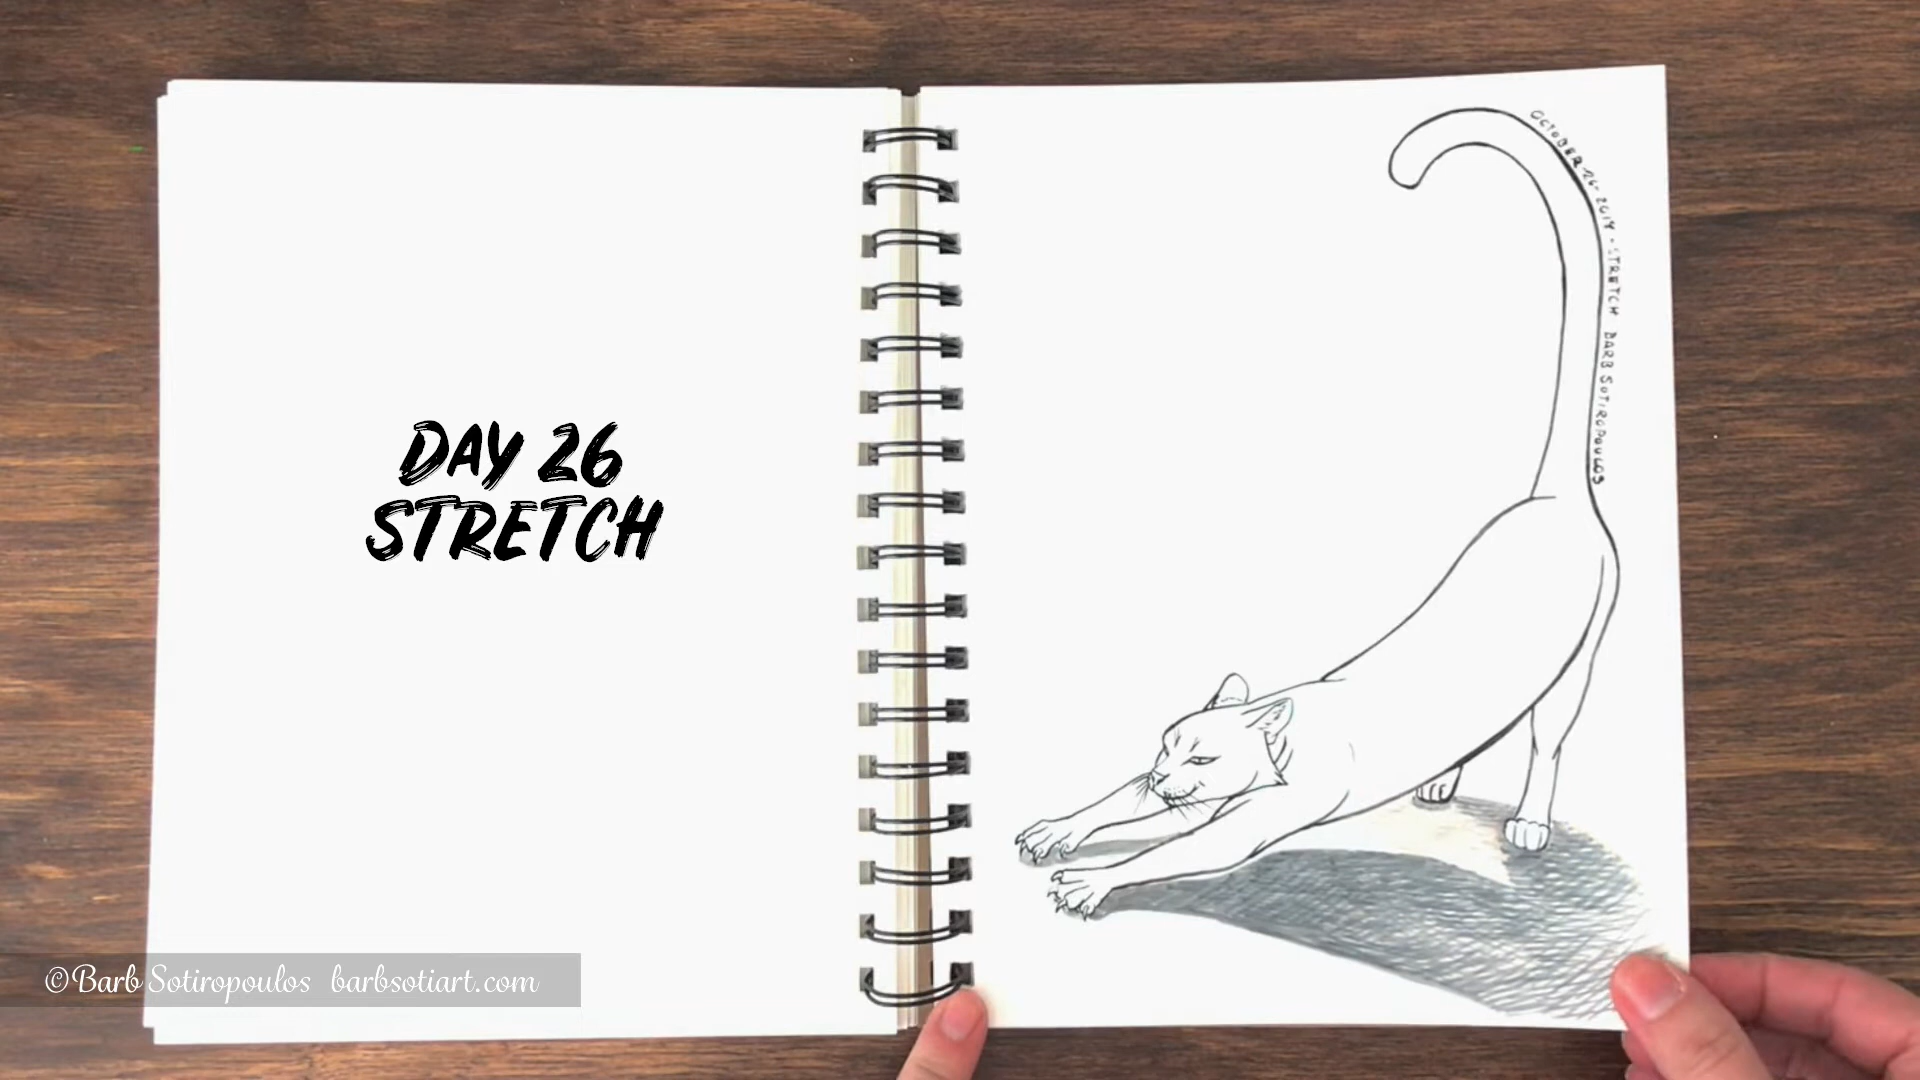 DAY 26
STRETCH
OCTOBER·26·2019·STRETCH BARB SOTIROPOULOS
©Barb Sotiropoulos barbsotiart.com